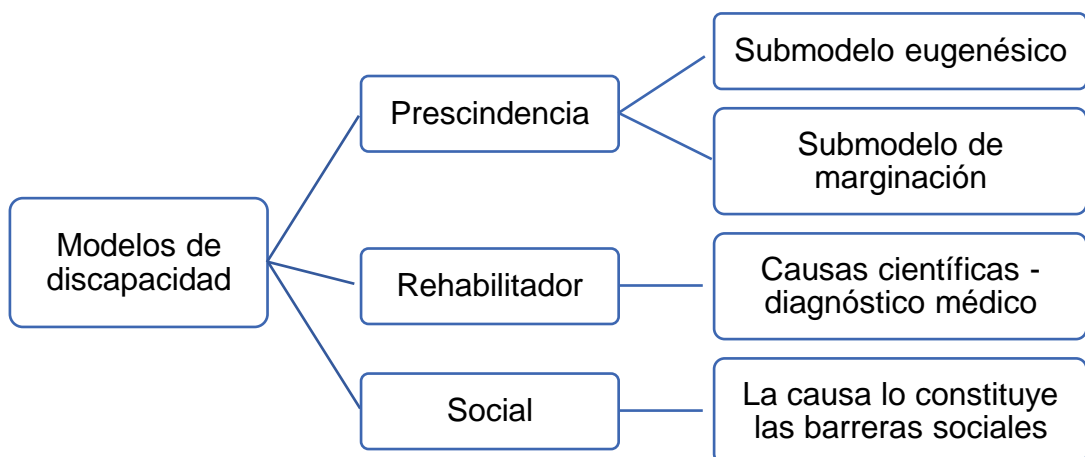 Modelos de
discapacidad
Prescindencia
Submodelo eugenésico
Submodelo de
marginación
Rehabilitador
Causas científicas -
diagnóstico médico
Social
La causa lo constituye
las barreras sociales